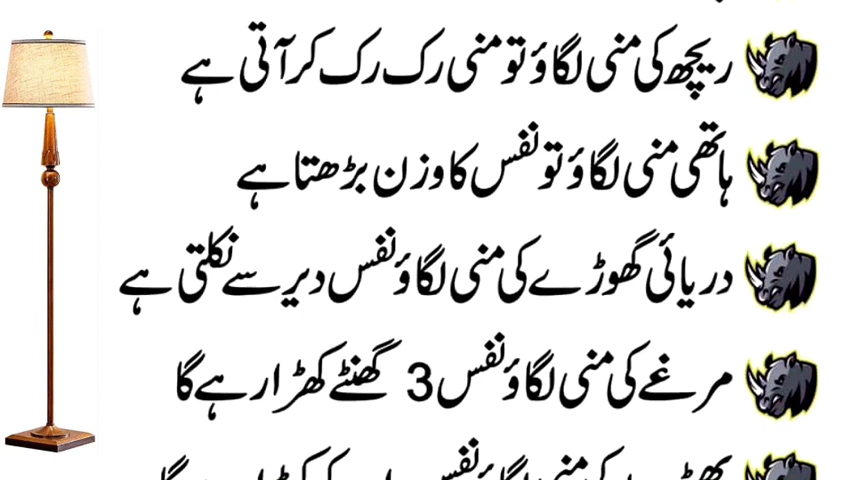 ریچھ کی منی لگاؤ تو منی رک رک کر آتی ہے
ہاتھی منی لگاؤ تو نفس کا وزن بڑھتا ہے
دریائی گھوڑے کی منی لگاؤ نفس دیر سے نکلتی ہے
مرغے کی منی لگاؤ نفس 3 گھنٹے کھڑا رہے گا